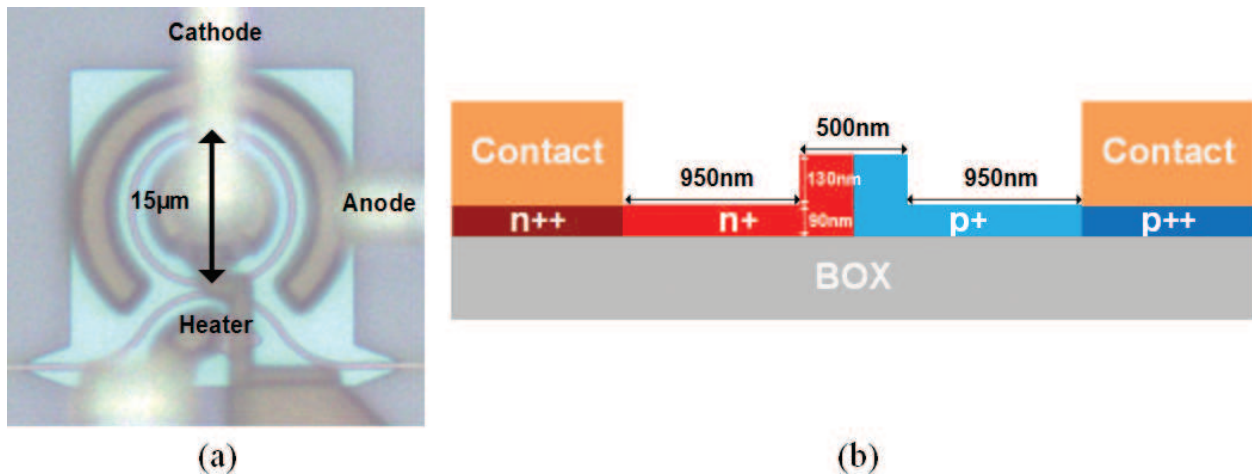 Cathode
15µm
Anode
Heater
(a)
500nm
Contact
Contact
950nm
130nm
950nm
n++
n+
90nm
p+
p++
BOX
(b)